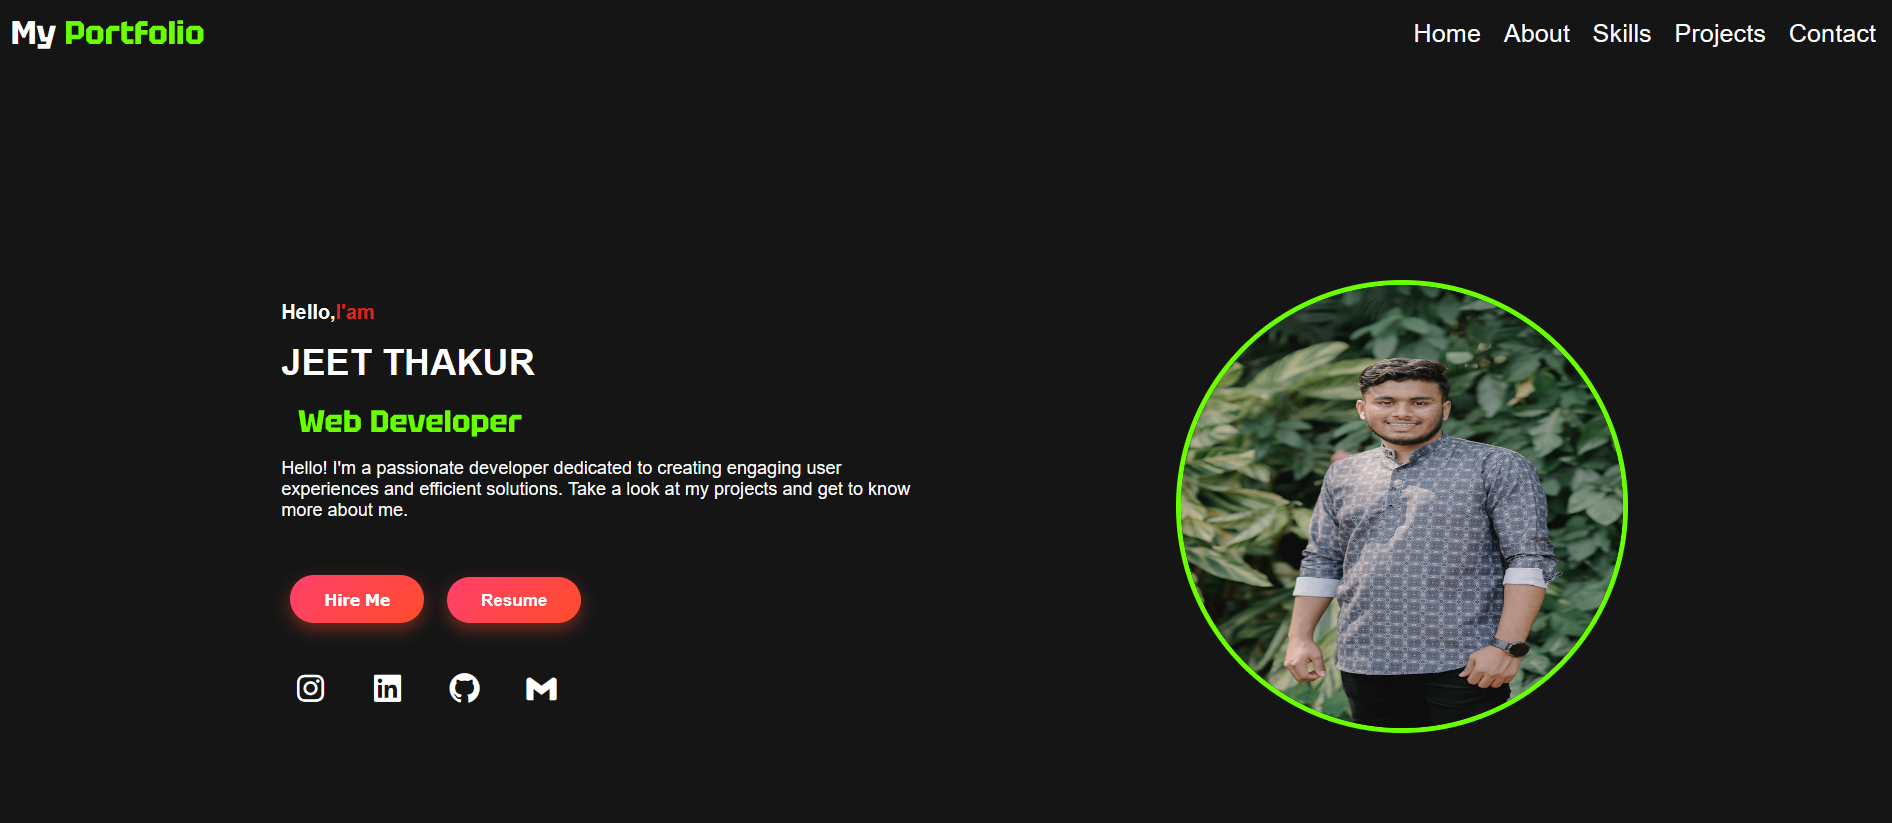 My Portfolio
Home About Skills Projects Contact
Hello,I'am
JEET THAKUR
Web Developer
Hello! I'm a passionate developer dedicated to creating engaging user
experiences and efficient solutions. Take a look at my projects and get to know
more about me.
Hire Me
Resume